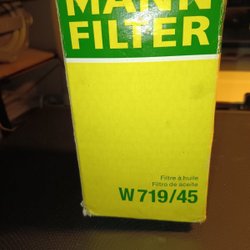 MANN
FILTER
Filtre à huile
Filtro de aceite
W 719/45